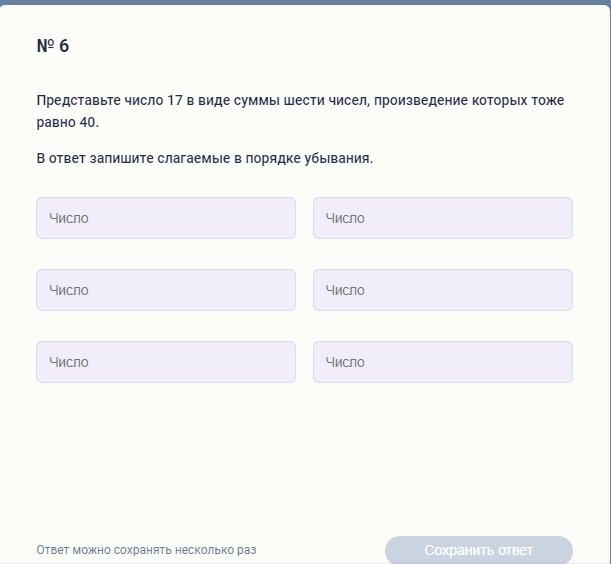 № 6
Представьте число 17 в виде суммы шести чисел, произведение которых тоже
равно 40.
В ответ запишите слагаемые в порядке убывания.
Число Число
Число Число
Число Число
Ответ можно сохранять несколько раз Сохранить ответ